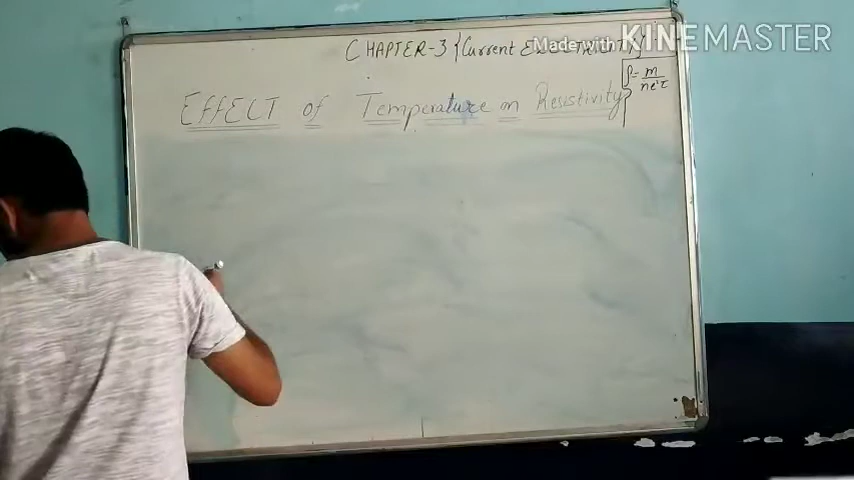 CHAPTER-3 {Current ELECTRICITY}
Made with KINEMASTER
ρ = m / ne²τ
EFFECT of Temperature on Resistivity